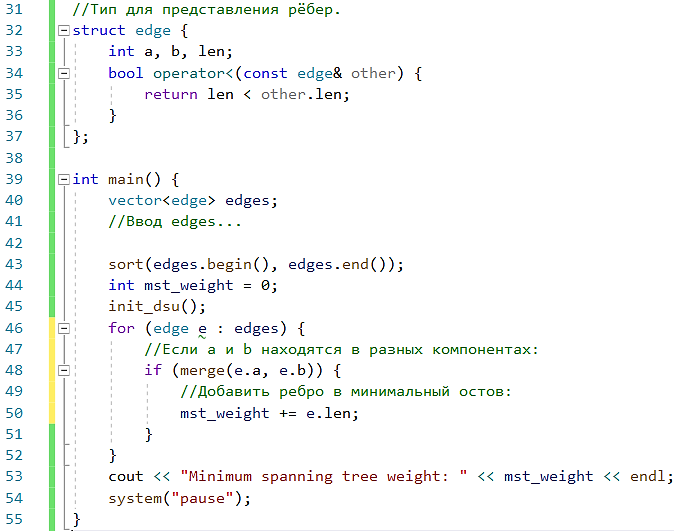 31 //Тип для представления рёбер.
32 struct edge {
33     int a, b, len;
34     bool operator<(const edge& other) {
35         return len < other.len;
36     }
37 };
38
39 int main() {
40     vector<edge> edges;
41     //Ввод edges...
42
43     sort(edges.begin(), edges.end());
44     int mst_weight = 0;
45     init_dsu();
46     for (edge e : edges) {
47         //Если a и b находятся в разных компонентах:
48         if (merge(e.a, e.b)) {
49             //Добавить ребро в минимальный остов:
50             mst_weight += e.len;
51         }
52     }
53     cout << "Minimum spanning tree weight: " << mst_weight << endl;
54     system("pause");
55 }